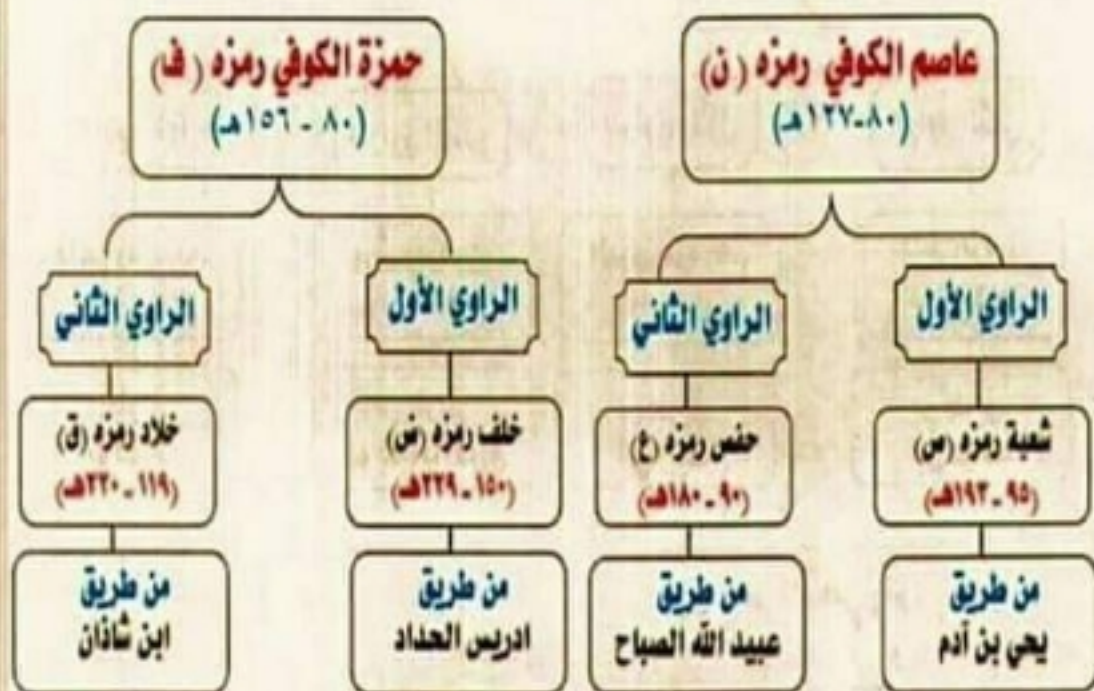 عاصم الكوفي رمزه (ن)
(٨٠-١٢٧هـ)
حمزة الكوفي رمزه (ف)
(٨٠ - ١٥٦هـ)
الراوي الأول
الراوي الثاني
الراوي الأول
الراوي الثاني
شعبة رمزه (ص)
(٩٥ - ١٩٣هـ)
حفص رمزه (ع)
(٩٠ - ١٨٠هـ)
خلف رمزه (ض)
(١٥٠ - ٢٢٩هـ)
خلاد رمزه (ق)
(١١٩ - ٢٢٠هـ)
من طريق
يحي بن أدم
من طريق
عبيد الله الصباح
من طريق
ادريس الحداد
من طريق
ابن شاذان